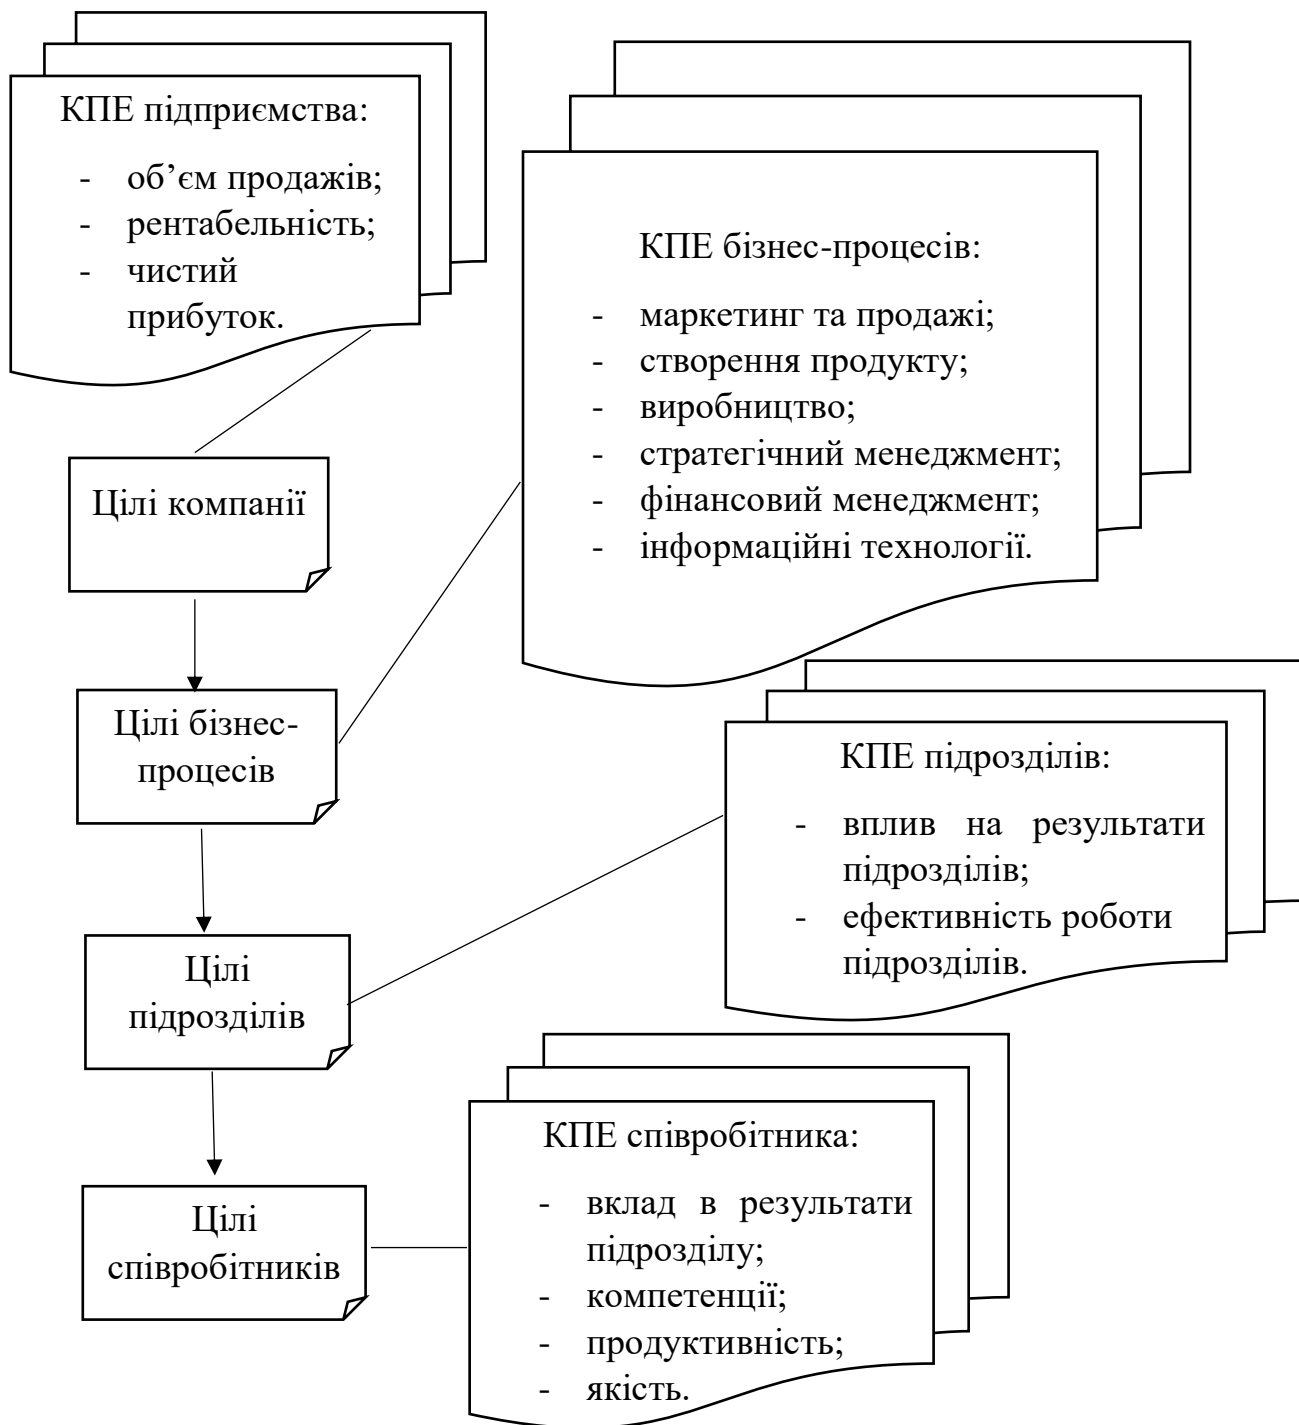 КПЕ підприємства:
- об’єм продажів;
- рентабельність;
- чистий
прибуток.
КПЕ бізнес-процесів:
- маркетинг та продажі;
- створення продукту;
- виробництво;
- стратегічний менеджмент;
- фінансовий менеджмент;
- інформаційні технології.
Цілі компанії
Цілі бізнес-
процесів
КПЕ підрозділів:
- вплив на результати
підрозділів;
- ефективність роботи
підрозділів.
Цілі
підрозділів
КПЕ співробітника:
- вклад в результати
підрозділу;
- компетенції;
- продуктивність;
- якість.
Цілі
співробітників